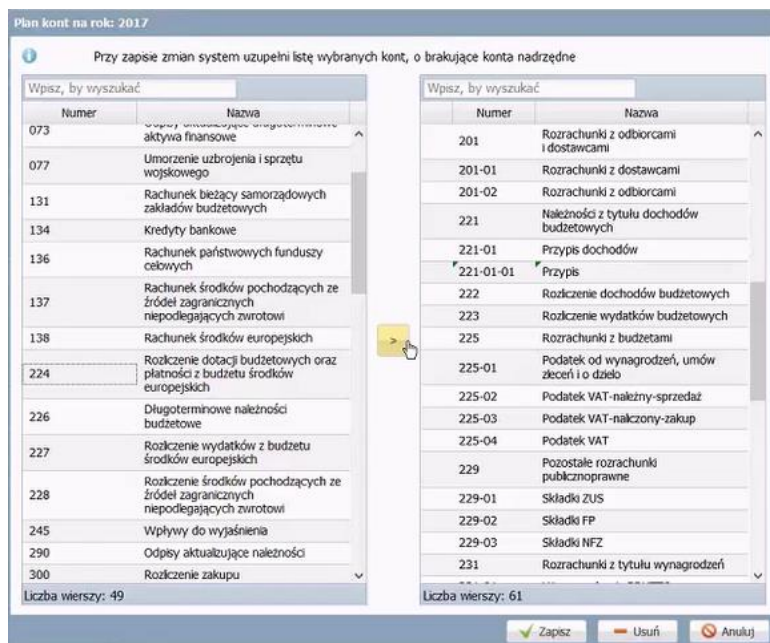 Plan kont na rok: 2017
Przy zapisie zmian system uzupełni listę wybranych kont, o brakujące konta nadrzędne
Wpisz, by wyszukać
Numer Nazwa
073
aktywa finansowe
077 Umorzenie uzbrojenia i sprzętu
wojskowego
131 Rachunek bieżący samorządowych
zakładów budżetowych
134 Kredyty bankowe
136 Rachunek państwowych funduszy
celowych
137 Rachunek środków pochodzących ze
źródeł zagranicznych
niepodlegających zwrotowi
138 Rachunek środków europejskich
224 Rozliczenie dotacji budżetowych oraz
płatności z budżetu środków
europejskich
226 Długoterminowe należności
budżetowe
227 Rozliczenie wydatków z budżetu
środków europejskich
228 Rozliczenie środków pochodzących ze
źródeł zagranicznych
niepodlegających zwrotowi
245 Wpływy do wyjaśnienia
290 Odpisy aktualizujące należności
300 Rozliczenie zakupu
Liczba wierszy: 49
>
Wpisz, by wyszukać
Numer Nazwa
201 Rozrachunki z odbiorcami
i dostawcami
201-01 Rozrachunki z dostawcami
201-02 Rozrachunki z odbiorcami
221 Należności z tytułu dochodów
budżetowych
221-01 Przypis dochodów
221-01-01 Przypis
222 Rozliczenie dochodów budżetowych
223 Rozliczenie wydatków budżetowych
225 Rozrachunki z budżetami
225-01 Podatek od wynagrodzeń, umów
zleceń i o dzieło
225-02 Podatek VAT-należny-sprzedaż
225-03 Podatek VAT-naliczony-zakup
225-04 Podatek VAT
229 Pozostałe rozrachunki
publicznoprawne
229-01 Składki ZUS
229-02 Składki FP
229-03 Składki NFZ
231 Rozrachunki z tytułu wynagrodzeń
Liczba wierszy: 61
Zapisz Usuń Anuluj